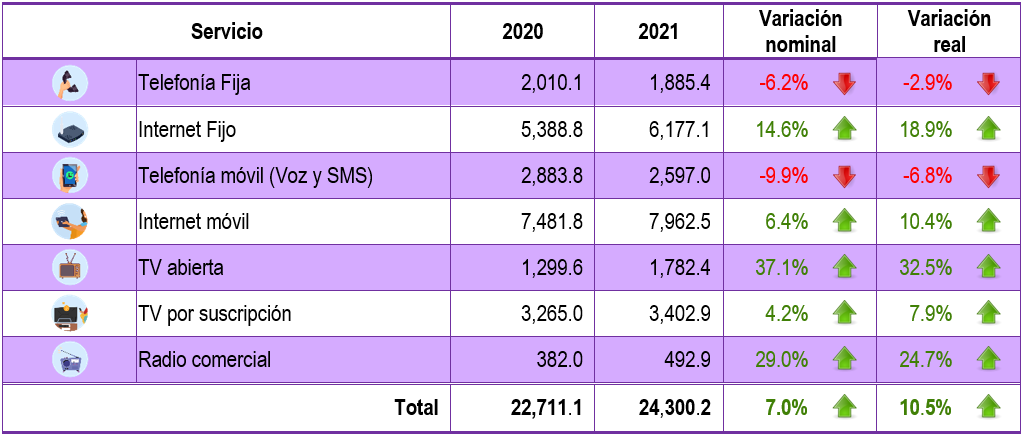 Servicio 2020 2021 Variación nominal Variación real
Telefonía Fija 2,010.1 1,885.4 -6.2% -2.9%
Internet Fijo 5,388.8 6,177.1 14.6% 18.9%
Telefonía móvil (Voz y SMS) 2,883.8 2,597.0 -9.9% -6.8%
Internet móvil 7,481.8 7,962.5 6.4% 10.4%
TV abierta 1,299.6 1,782.4 37.1% 32.5%
TV por suscripción 3,265.0 3,402.9 4.2% 7.9%
Radio comercial 382.0 492.9 29.0% 24.7%
Total 22,711.1 24,300.2 7.0% 10.5%